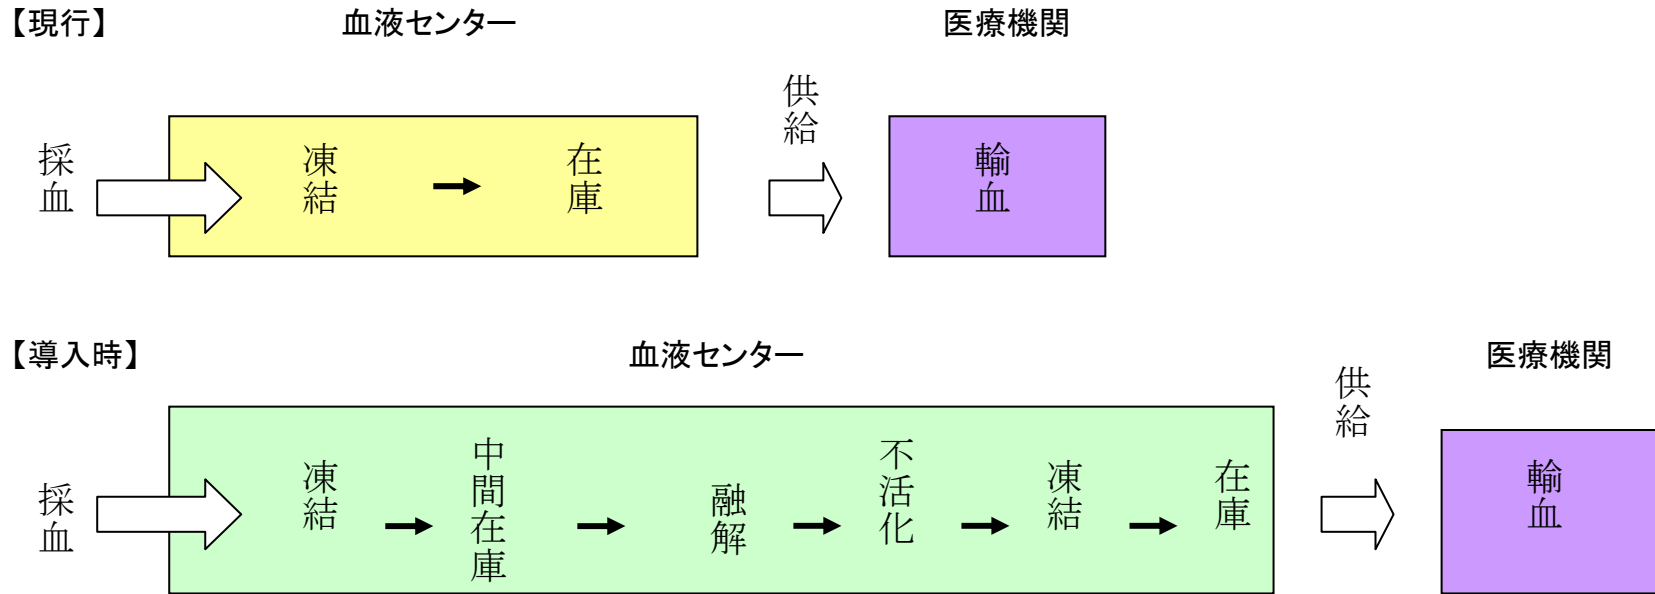 【現行】
血液センター
医療機関
採血
凍結
在庫
供給
輸血
【導入時】
血液センター
医療機関
採血
凍結
中間在庫
融解
不活化
凍結
在庫
供給
輸血